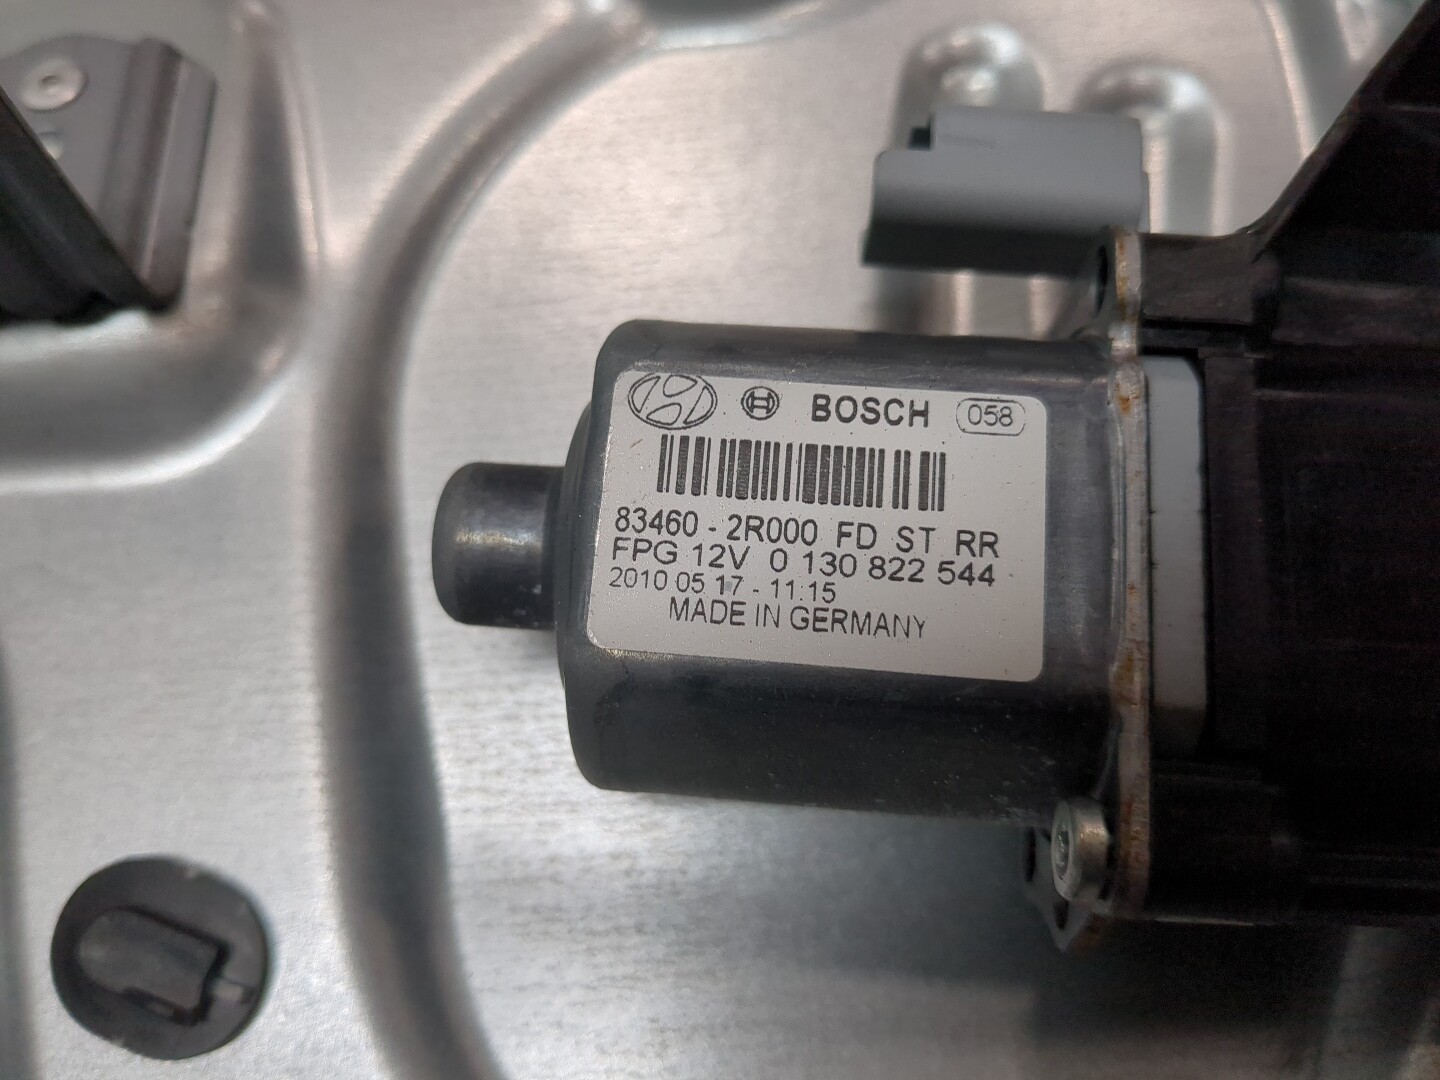 BOSCH 058
83460 - 2R000 FD ST RR
FPG 12V 0 130 822 544
2010 05 17 - 11:15
MADE IN GERMANY